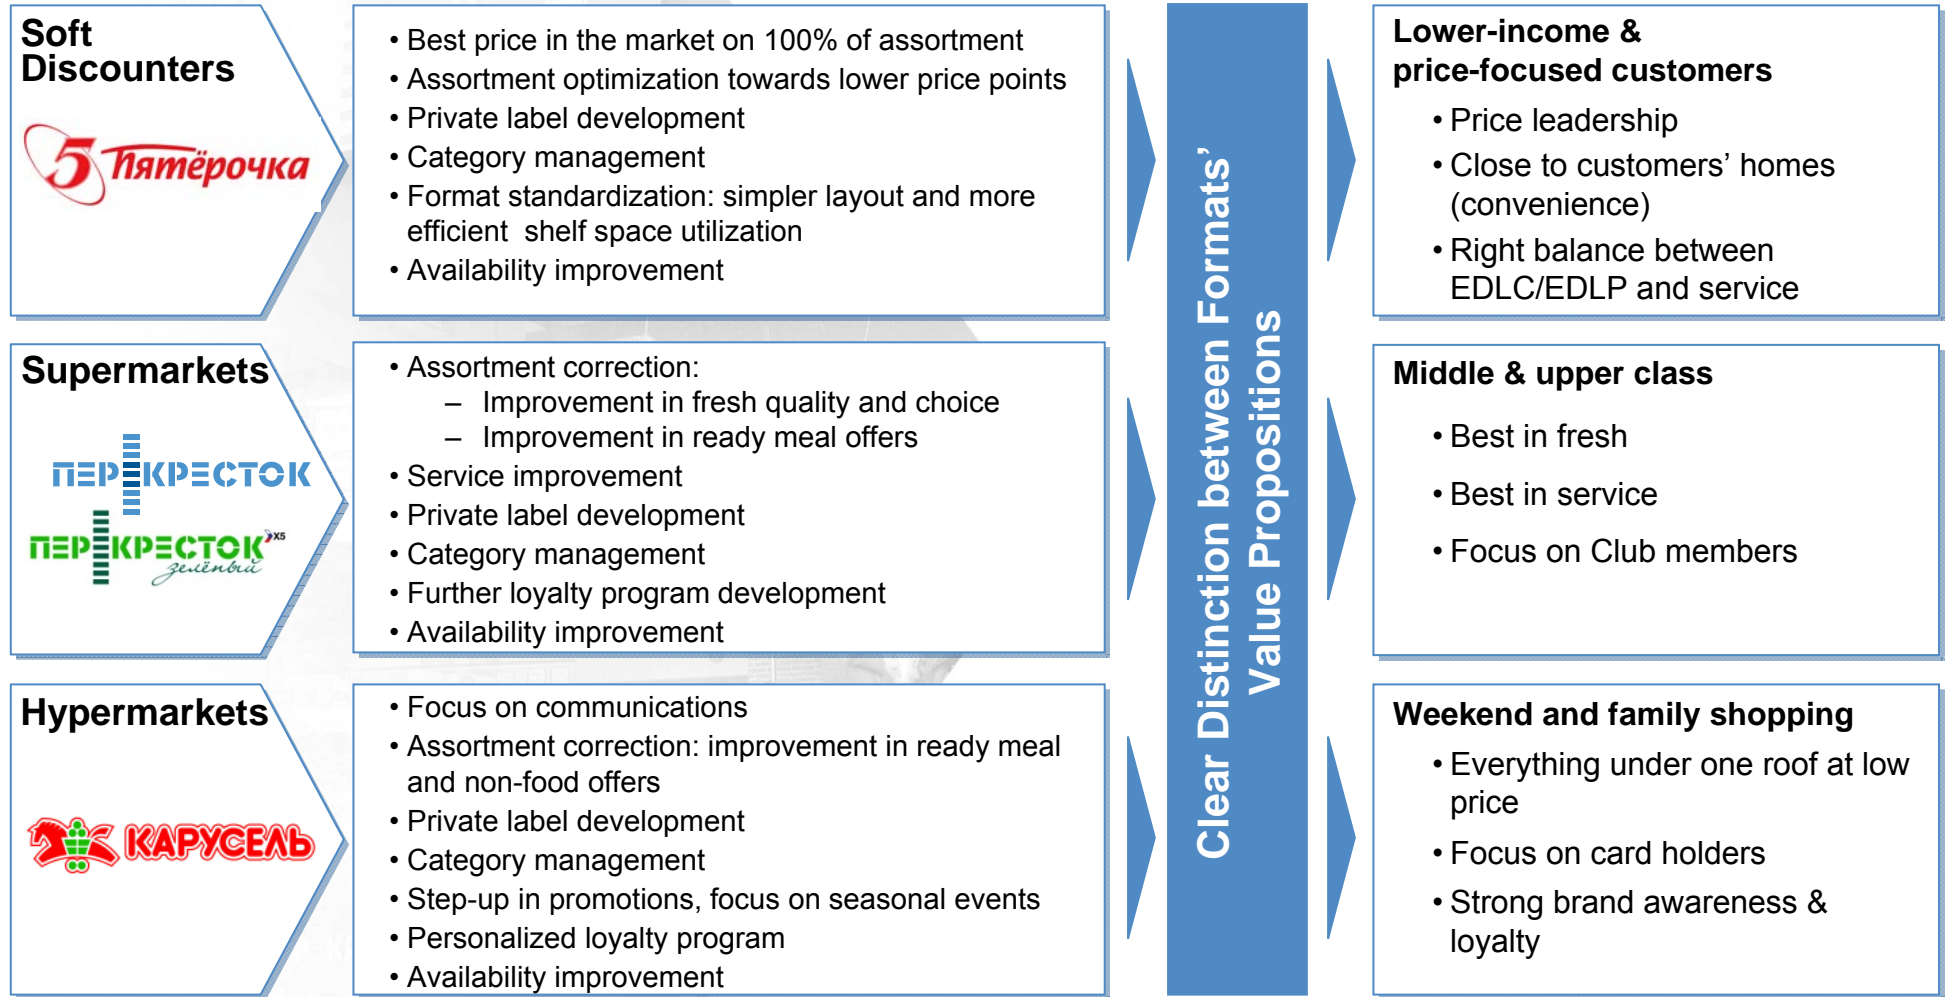 Soft
Discounters
5 Пятёрочка
• Best price in the market on 100% of assortment
• Assortment optimization towards lower price points
• Private label development
• Category management
• Format standardization: simpler layout and more
efficient shelf space utilization
• Availability improvement
Lower-income &
price-focused customers
• Price leadership
• Close to customers’ homes
(convenience)
• Right balance between
EDLC/EDLP and service
Supermarkets
ПЕРЕКРЕСТОК
ПЕРЕКРЕСТОК X5
зелёный
• Assortment correction:
– Improvement in fresh quality and choice
– Improvement in ready meal offers
• Service improvement
• Private label development
• Category management
• Further loyalty program development
• Availability improvement
Clear Distinction between Formats’
Value Propositions
Middle & upper class
• Best in fresh
• Best in service
• Focus on Club members
Hypermarkets
КАРУСЕЛЬ
• Focus on communications
• Assortment correction: improvement in ready meal
and non-food offers
• Private label development
• Category management
• Step-up in promotions, focus on seasonal events
• Personalized loyalty program
• Availability improvement
Weekend and family shopping
• Everything under one roof at low
price
• Focus on card holders
• Strong brand awareness &
loyalty